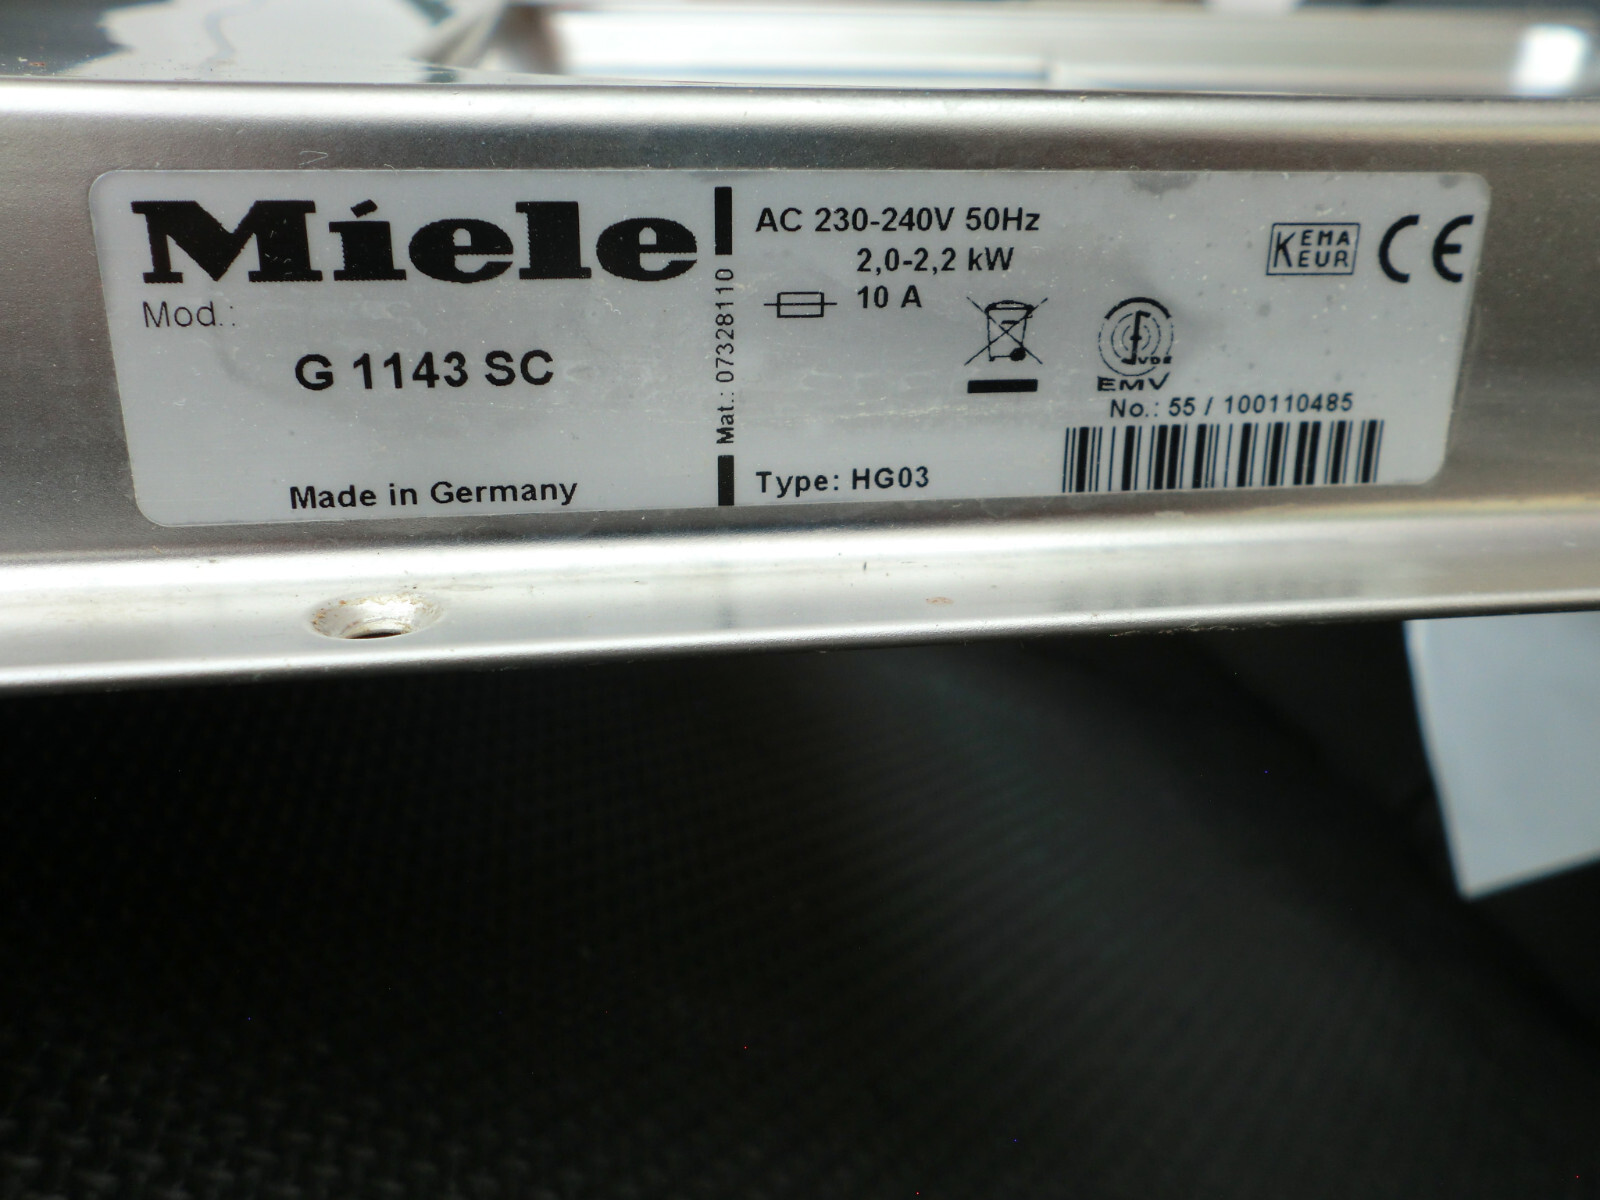 Miele
Mod.:
G 1143 SC
Made in Germany
Mat.: 07328110
AC 230-240V 50Hz
2,0-2,2 kW
10 A
Type: HG03
KEMA
KEUR
CE
VDE
EMV
No.: 55 / 100110485